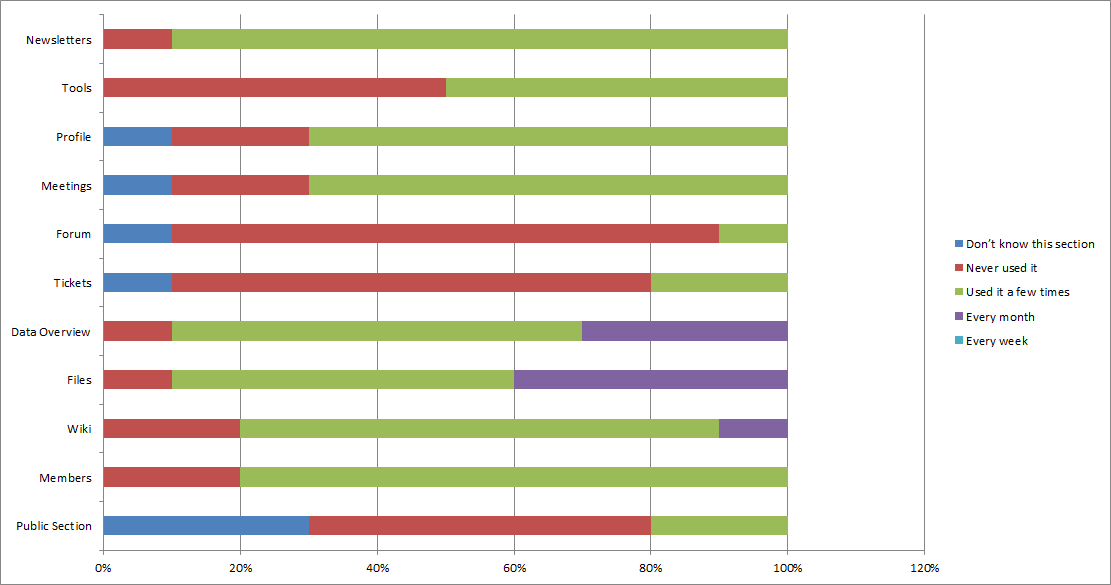 Newsletters
Tools
Profile
Meetings
Forum
Tickets
Data Overview
Files
Wiki
Members
Public Section
0% 20% 40% 60% 80% 100% 120%
Don’t know this section
Never used it
Used it a few times
Every month
Every week